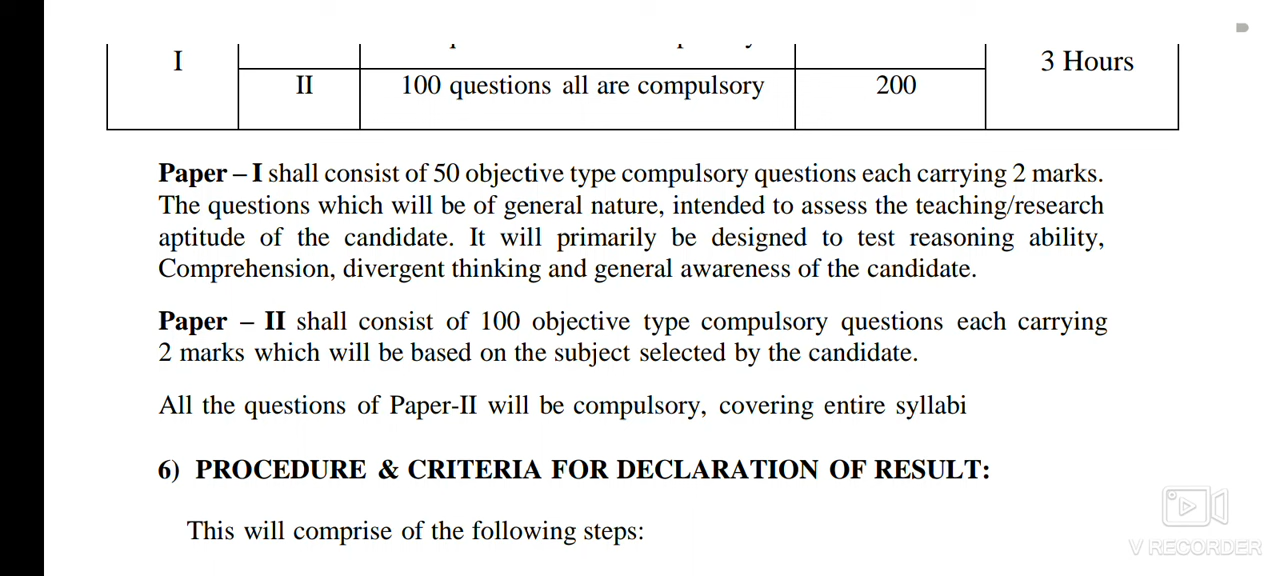 I
3 Hours
II 100 questions all are compulsory 200
Paper – I shall consist of 50 objective type compulsory questions each carrying 2 marks.
The questions which will be of general nature, intended to assess the teaching/research
aptitude of the candidate. It will primarily be designed to test reasoning ability,
Comprehension, divergent thinking and general awareness of the candidate.
Paper – II shall consist of 100 objective type compulsory questions each carrying
2 marks which will be based on the subject selected by the candidate.
All the questions of Paper-II will be compulsory, covering entire syllabi
6) PROCEDURE & CRITERIA FOR DECLARATION OF RESULT:
This will comprise of the following steps:
V RECORDER